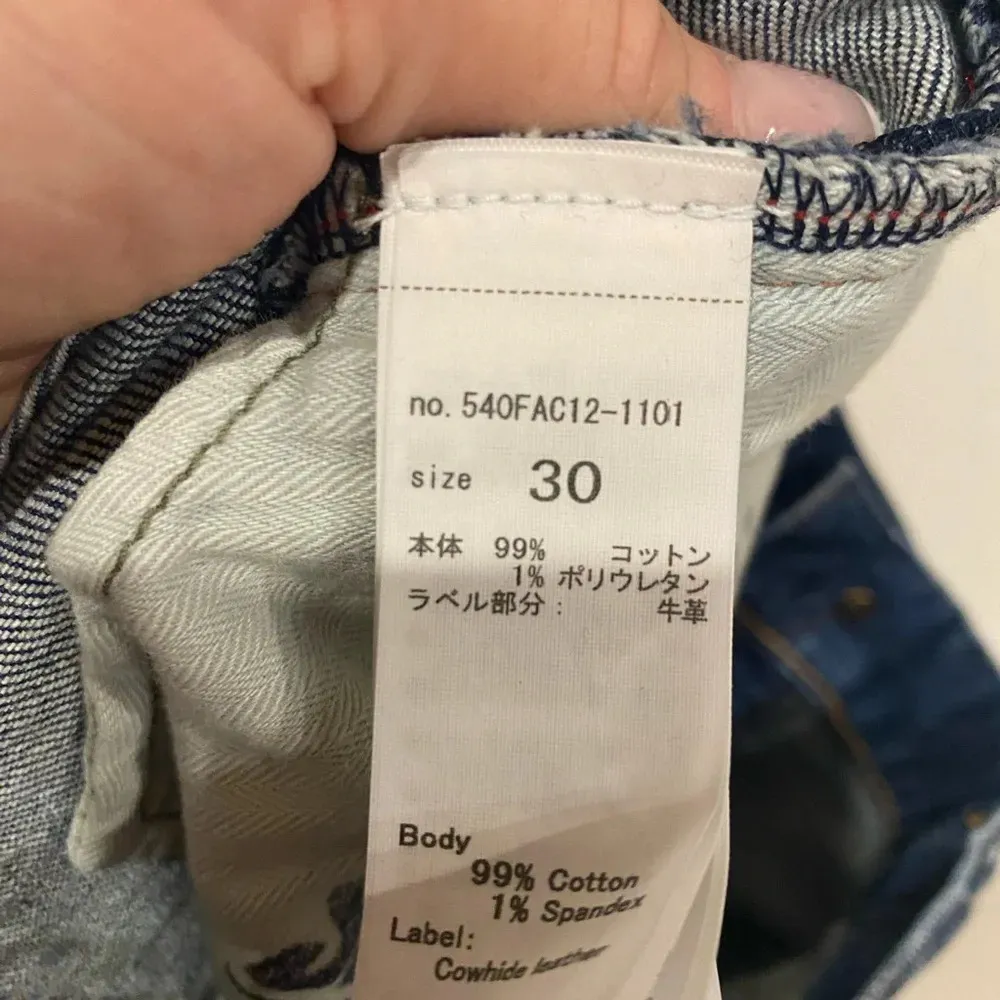 no. 540FAC12-1101
size 30
本体 99% コットン
1% ポリウレタン
ラベル部分: 牛革
Body
99% Cotton
1% Spandex
Label:
Cowhide leather